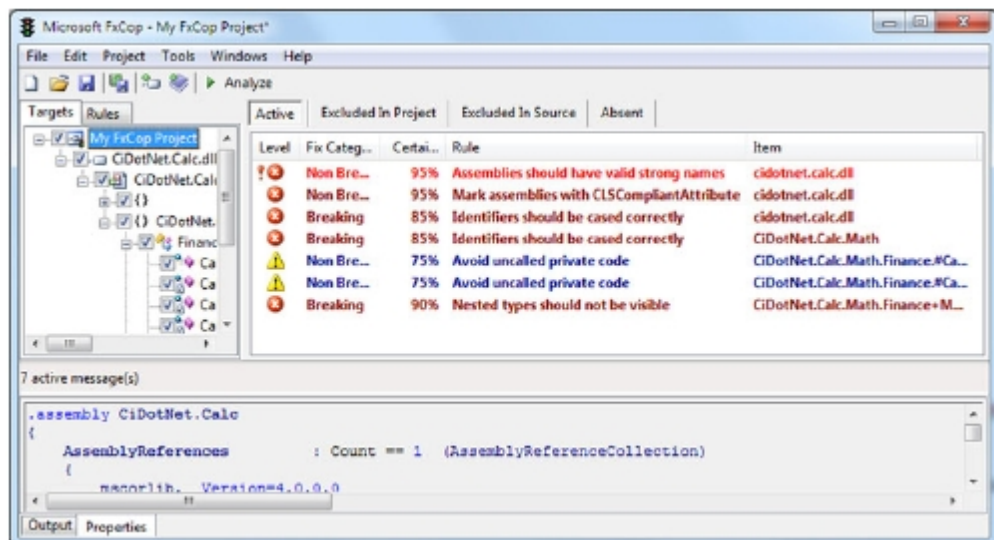 Microsoft FxCop - My FxCop Project*
File Edit Project Tools Windows Help
Analyze
Targets Rules
My FxCop Project
CiDotNet.Calc.dll
CiDotNet.Calc
{}
{} CiDotNet.
Financ
Ca
Ca
Ca
Ca
Active Excluded In Project Excluded In Source Absent
Level Fix Categ... Certai... Rule Item
Non Bre... 95% Assemblies should have valid strong names cidotnet.calc.dll
Non Bre... 95% Mark assemblies with CLSCompliantAttribute cidotnet.calc.dll
Breaking 85% Identifiers should be cased correctly cidotnet.calc.dll
Breaking 85% Identifiers should be cased correctly CiDotNet.Calc.Math
Non Bre... 75% Avoid uncalled private code CiDotNet.Calc.Math.Finance.#Ca...
Non Bre... 75% Avoid uncalled private code CiDotNet.Calc.Math.Finance.#Ca...
Breaking 90% Nested types should not be visible CiDotNet.Calc.Math.Finance+M...
7 active message(s)
.assembly CiDotNet.Calc
{
AssemblyReferences : Count == 1 (AssemblyReferenceCollection)
{
mscorlib, Version=4.0.0.0
Output Properties